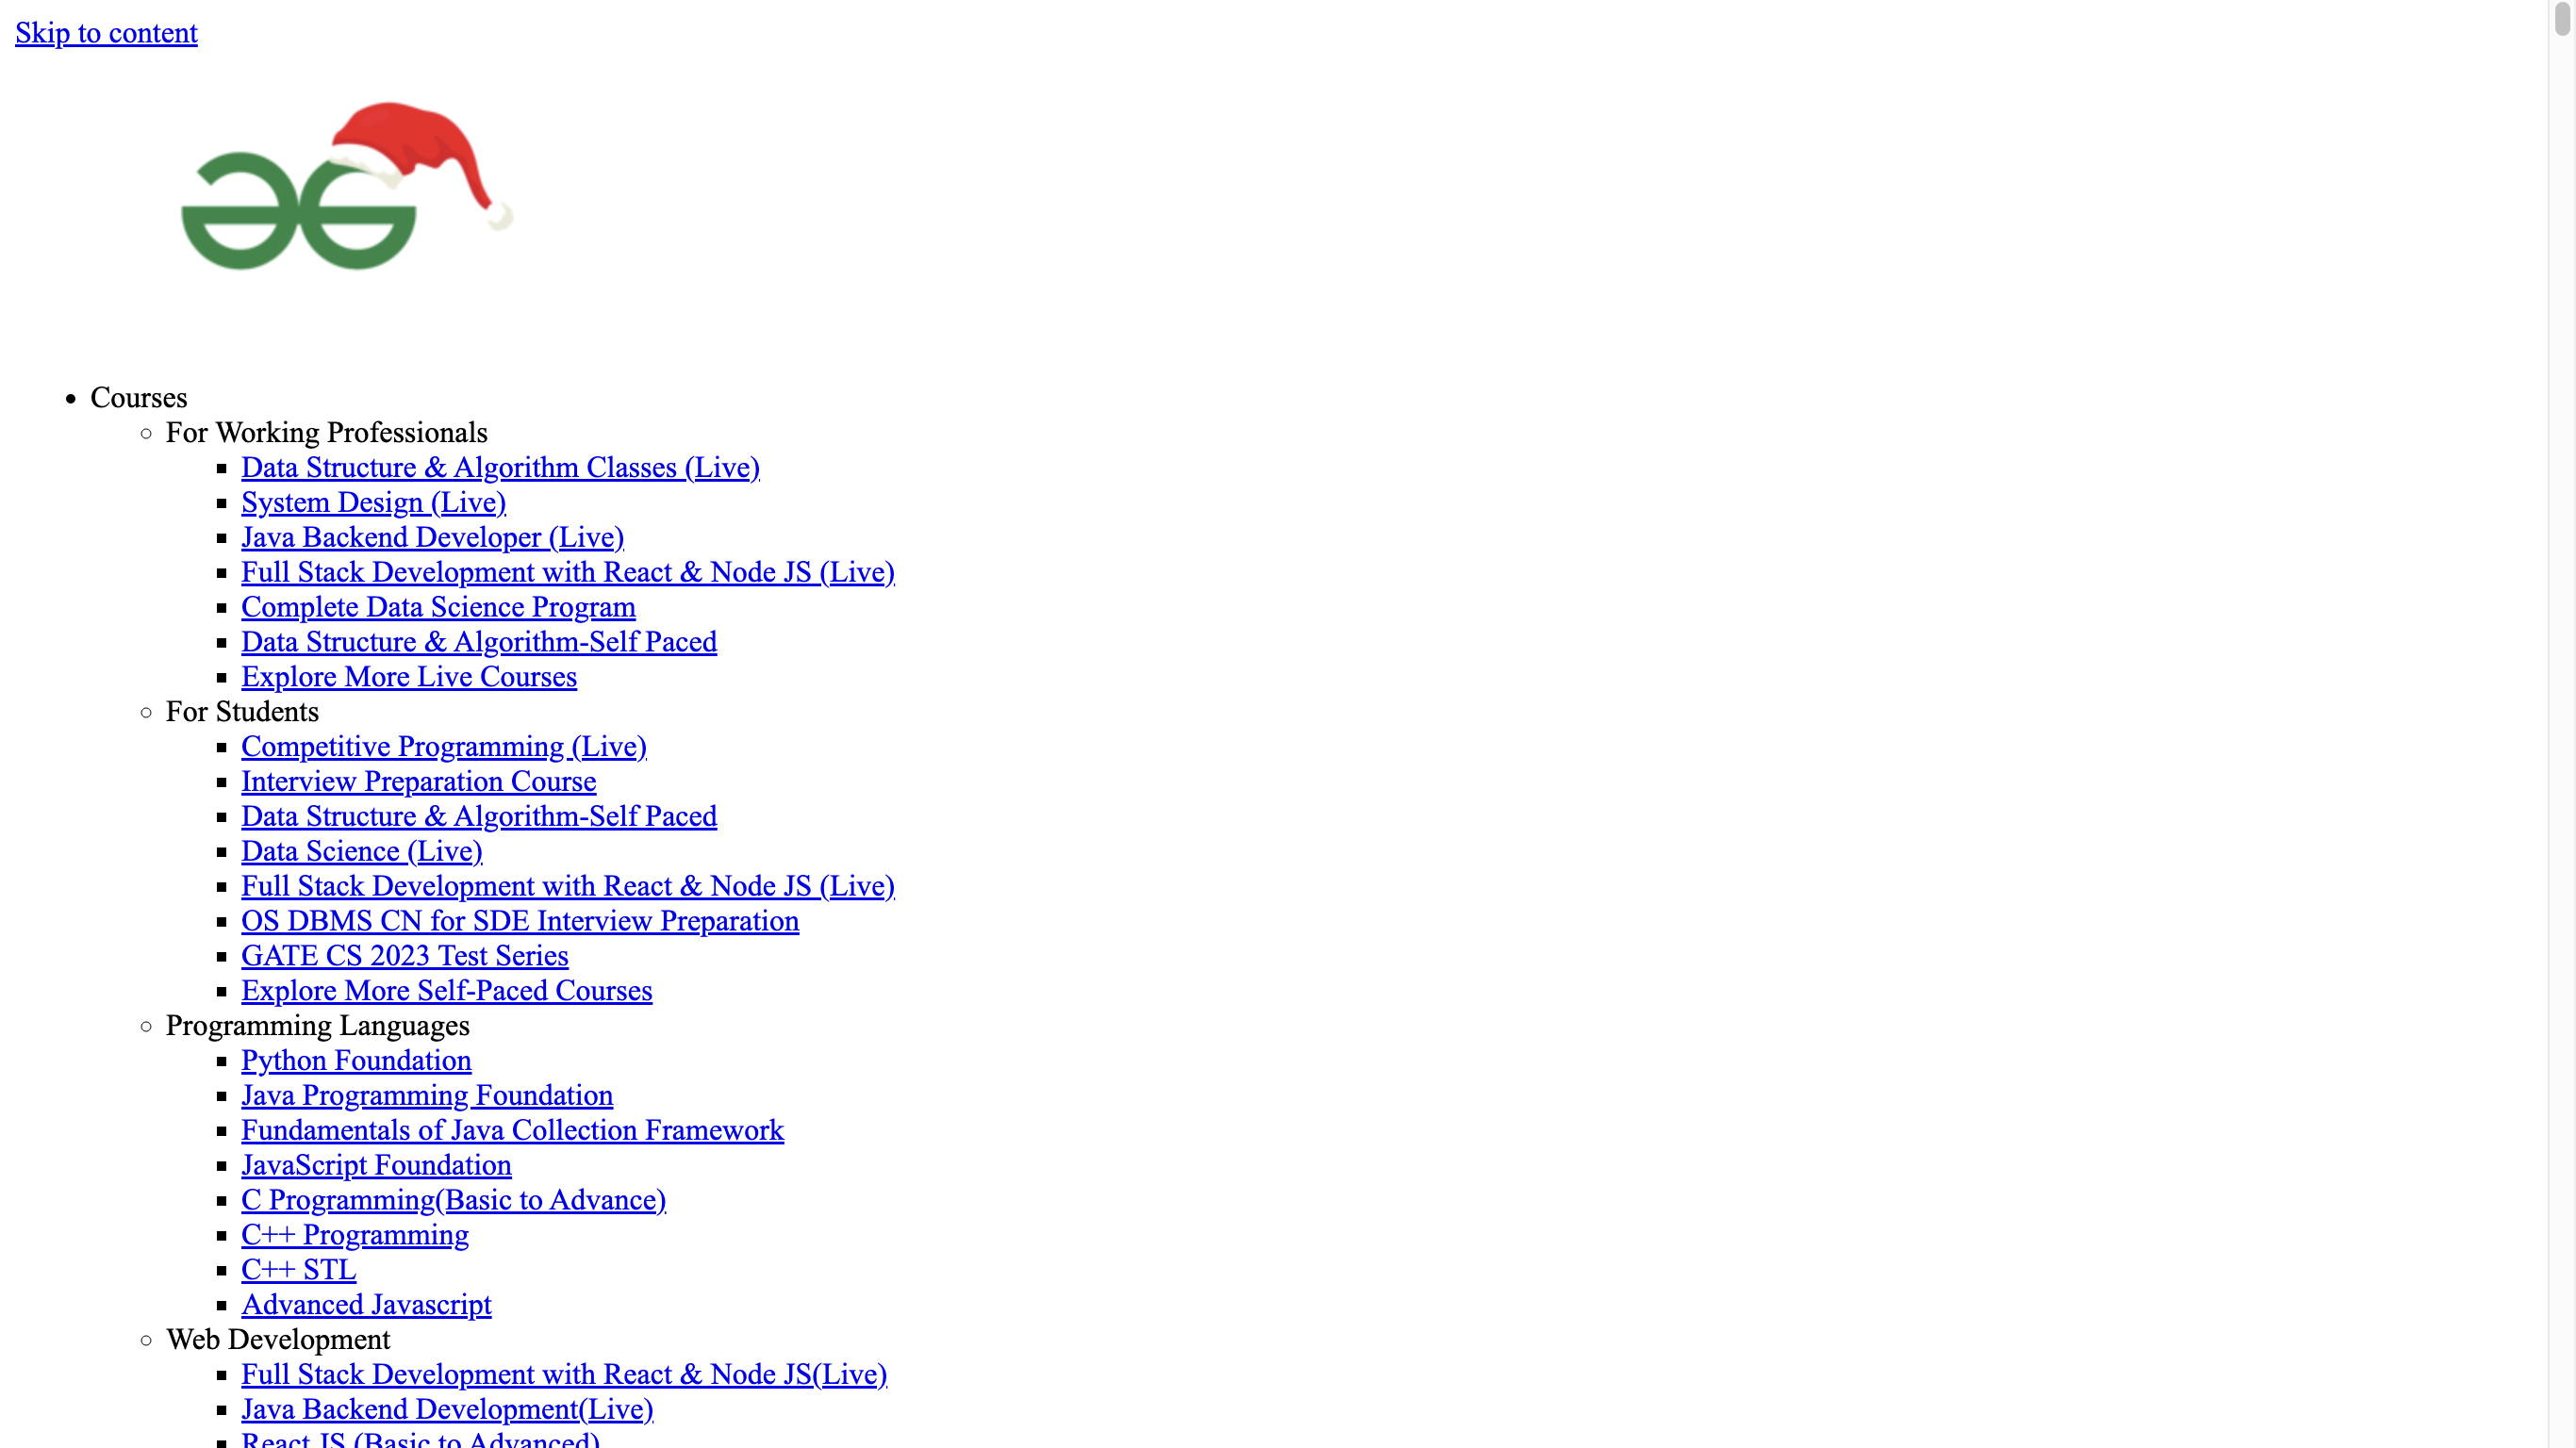 Skip to content
Courses
For Working Professionals
Data Structure & Algorithm Classes (Live)
System Design (Live)
Java Backend Developer (Live)
Full Stack Development with React & Node JS (Live)
Complete Data Science Program
Data Structure & Algorithm-Self Paced
Explore More Live Courses
For Students
Competitive Programming (Live)
Interview Preparation Course
Data Structure & Algorithm-Self Paced
Data Science (Live)
Full Stack Development with React & Node JS (Live)
OS DBMS CN for SDE Interview Preparation
GATE CS 2023 Test Series
Explore More Self-Paced Courses
Programming Languages
Python Foundation
Java Programming Foundation
Fundamentals of Java Collection Framework
JavaScript Foundation
C Programming(Basic to Advance)
C++ Programming
C++ STL
Advanced Javascript
Web Development
Full Stack Development with React & Node JS(Live)
Java Backend Development(Live)
React JS (Basic to Advanced)